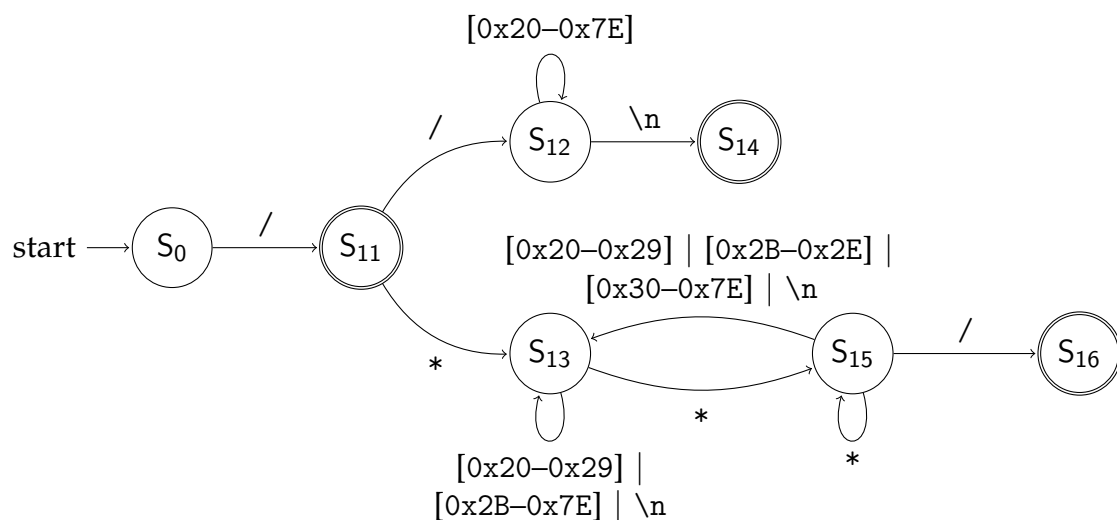 [0x20–0x7E]
/
S12
\n
S14
start
S0
/
S11
[0x20–0x29] | [0x2B–0x2E] |
[0x30–0x7E] | \n
*
S13
S15
/
S16
*
*
[0x20–0x29] |
[0x2B–0x7E] | \n